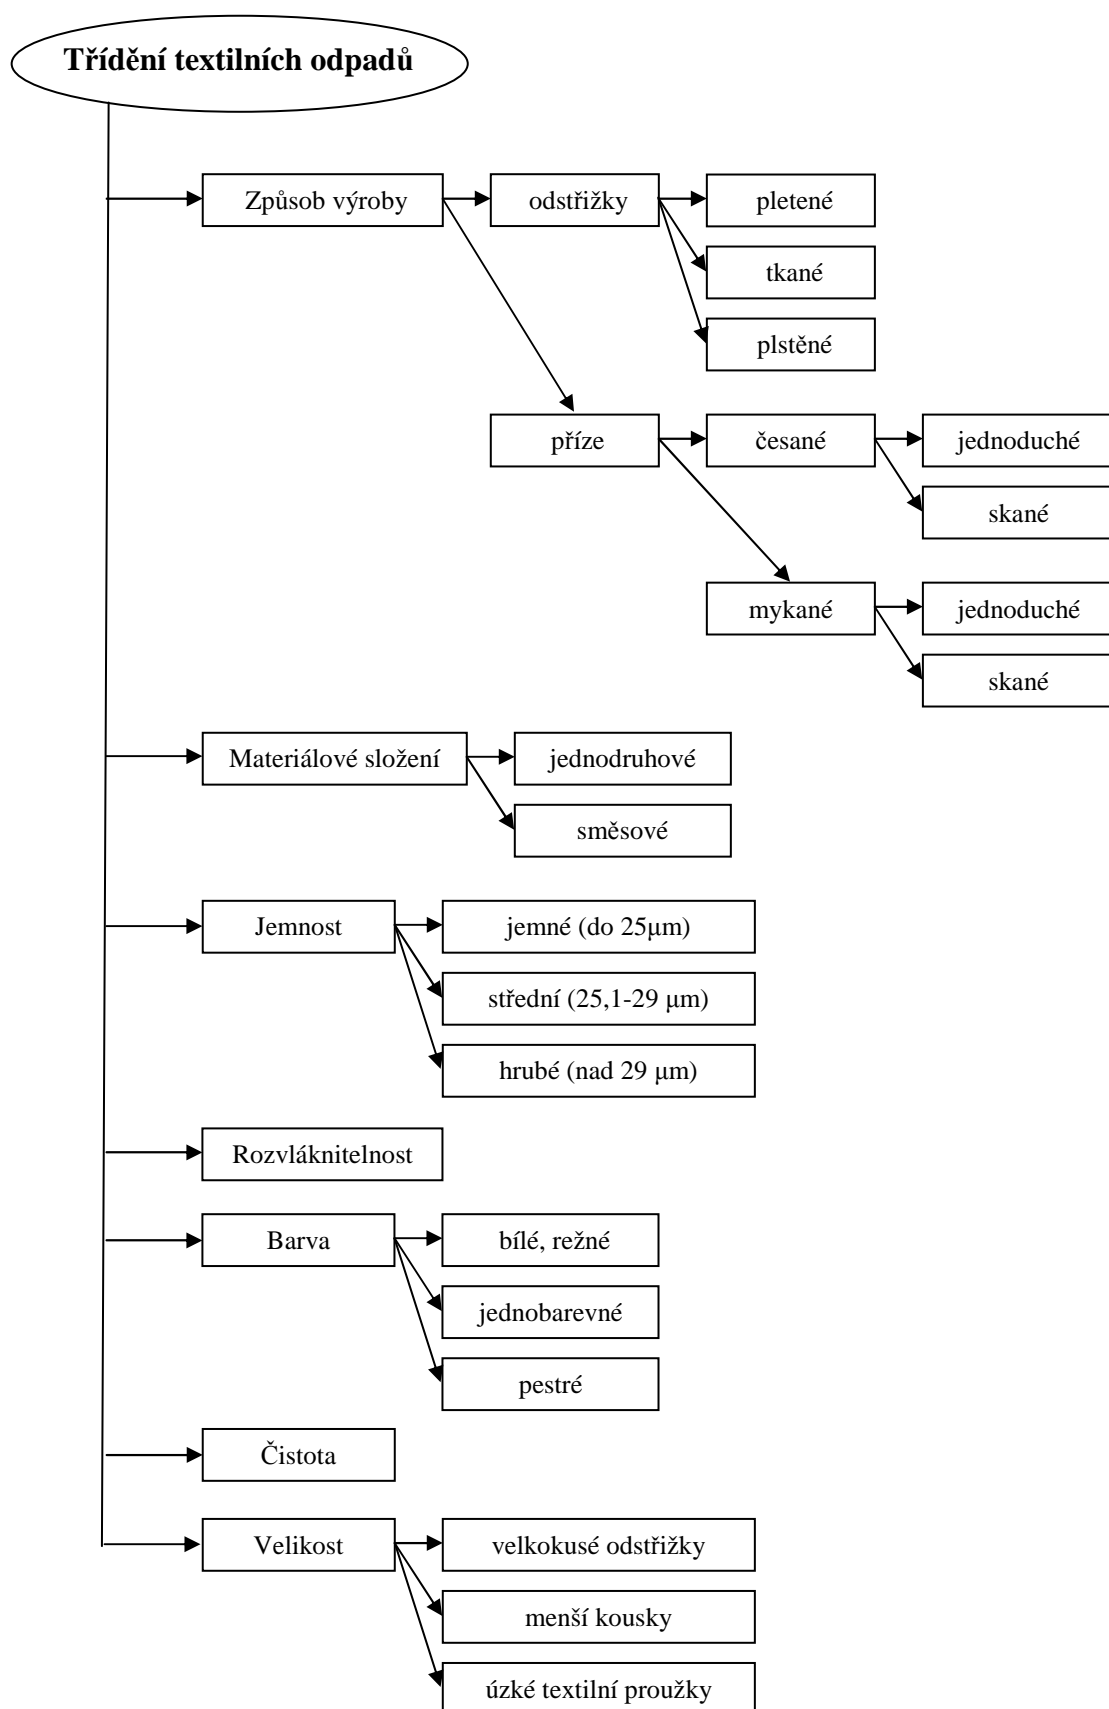 Třídění textilních odpadů
Způsob výroby
odstřižky
pletené
tkané
plstěné
příze
česané
jednoduché
skané
mykané
jednoduché
skané
Materiálové složení
jednodruhové
směsové
Jemnost
jemné (do 25μm)
střední (25,1-29 μm)
hrubé (nad 29 μm)
Rozvláknitelnost
Barva
bílé, režné
jednobarevné
pestré
Čistota
Velikost
velkokusé odstřižky
menší kousky
úzké textilní proužky